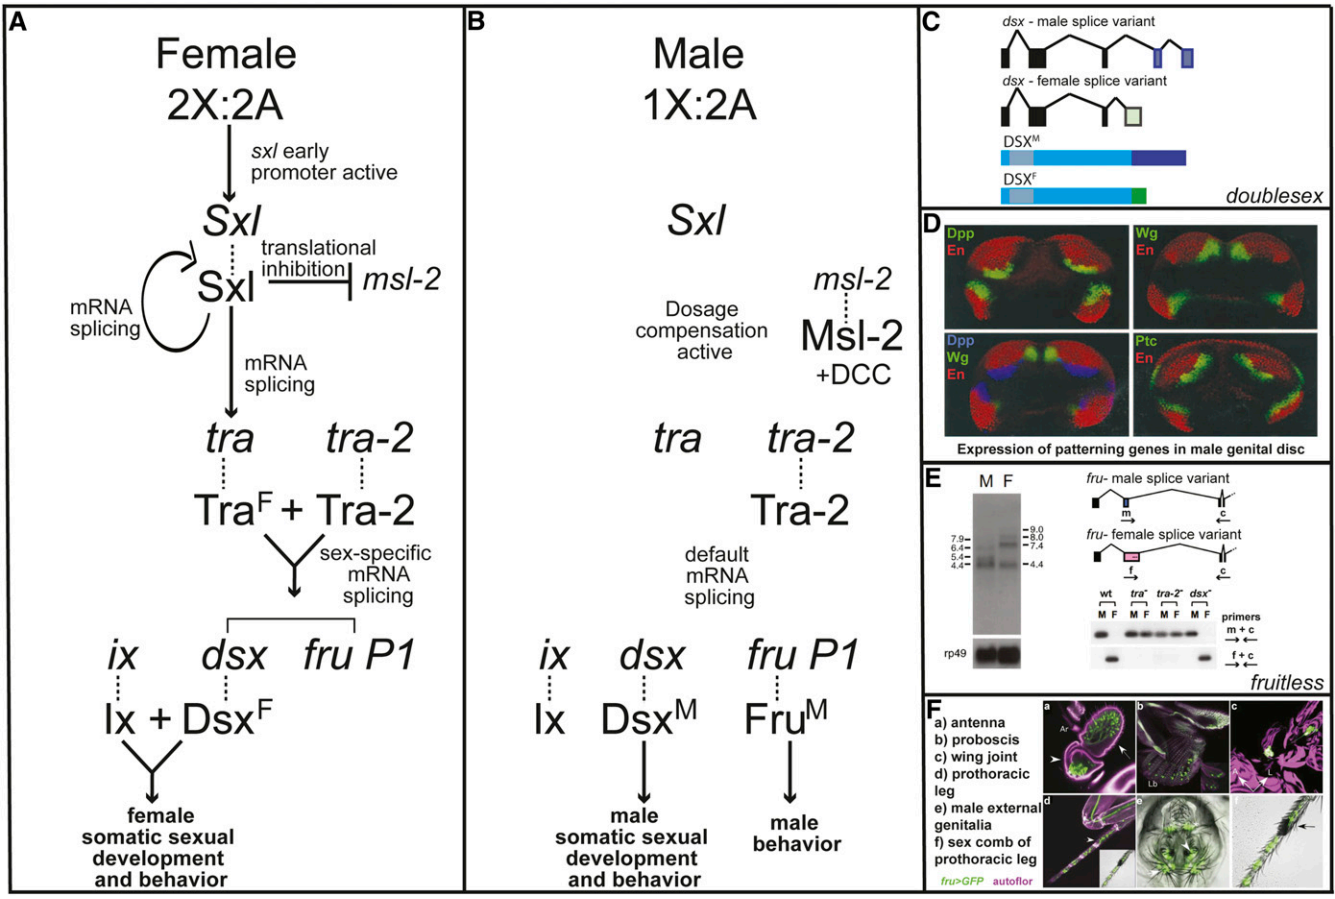 A
Female
2X:2A
sxl early
promoter active
Sxl
translational
inhibition
Sxl
msl-2
mRNA
splicing
mRNA
splicing
tra
tra-2
TraF + Tra-2
sex-specific
mRNA
splicing
ix
dsx
fru P1
Ix + DsxF
female
somatic sexual
development
and behavior
B
Male
1X:2A
Sxl
msl-2
Dosage
compensation
active
Msl-2
+DCC
tra
tra-2
Tra-2
default
mRNA
splicing
ix
dsx
fru P1
Ix
DsxM
FruM
male
somatic sexual
development
and behavior
male
behavior
C
dsx - male splice variant
dsx - female splice variant
DSXM
DSXF
doublesex
D
Dpp
En
Wg
En
Dpp
Wg
En
Ptc
En
Expression of patterning genes in male genital disc
E
M F
7.9
6.4
5.4
4.4
9.0
8.0
7.4
4.4
rp49
fru- male splice variant
m
c
fru- female splice variant
f
c
wt tra- tra-2- dsx-
M F M F M F M F
primers
m + c
f + c
fruitless
F
a) antenna
b) proboscis
c) wing joint
d) prothoracic
leg
e) male external
genitalia
f) sex comb of
prothoracic leg
fru>GFP autoflor
a
Ar
b
Lb
c
L
d
e
f